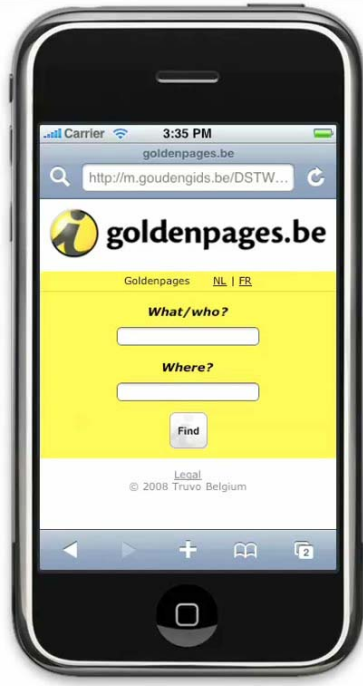 Carrier 3:35 PM
goldenpages.be
http://m.goudengids.be/DSTW...
i goldenpages.be
Goldenpages NL | FR
What/who?
Where?
Find
Legal
© 2008 Truvo Belgium
2